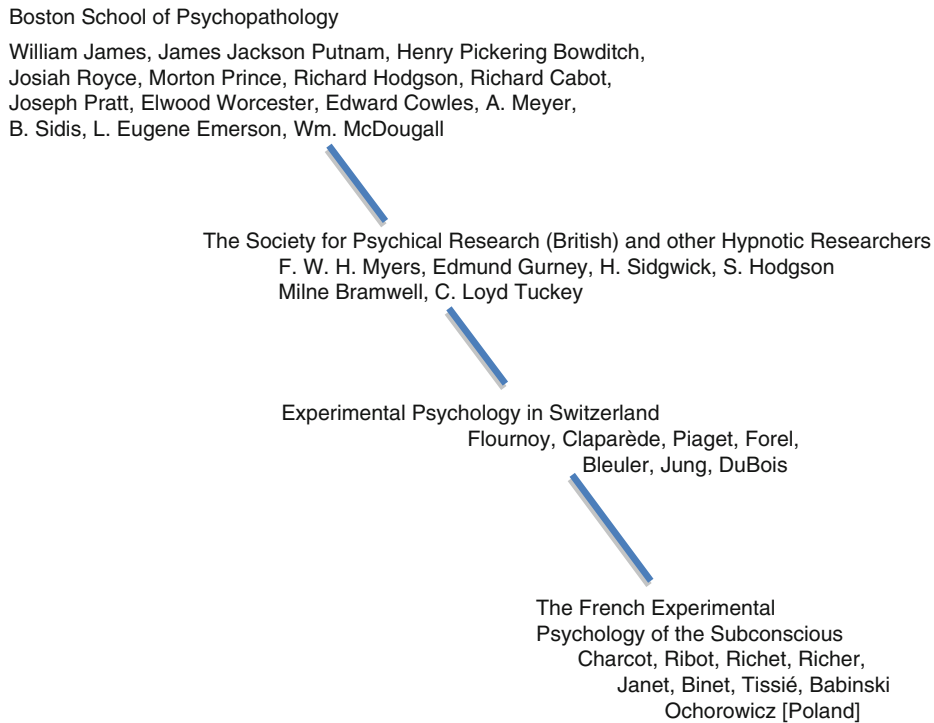 Boston School of Psychopathology
William James, James Jackson Putnam, Henry Pickering Bowditch,
Josiah Royce, Morton Prince, Richard Hodgson, Richard Cabot,
Joseph Pratt, Elwood Worcester, Edward Cowles, A. Meyer,
B. Sidis, L. Eugene Emerson, Wm. McDougall
The Society for Psychical Research (British) and other Hypnotic Researchers
F. W. H. Myers, Edmund Gurney, H. Sidgwick, S. Hodgson
Milne Bramwell, C. Loyd Tuckey
Experimental Psychology in Switzerland
Flournoy, Claparède, Piaget, Forel,
Bleuler, Jung, DuBois
The French Experimental
Psychology of the Subconscious
Charcot, Ribot, Richet, Richer,
Janet, Binet, Tissié, Babinski
Ochorowicz [Poland]